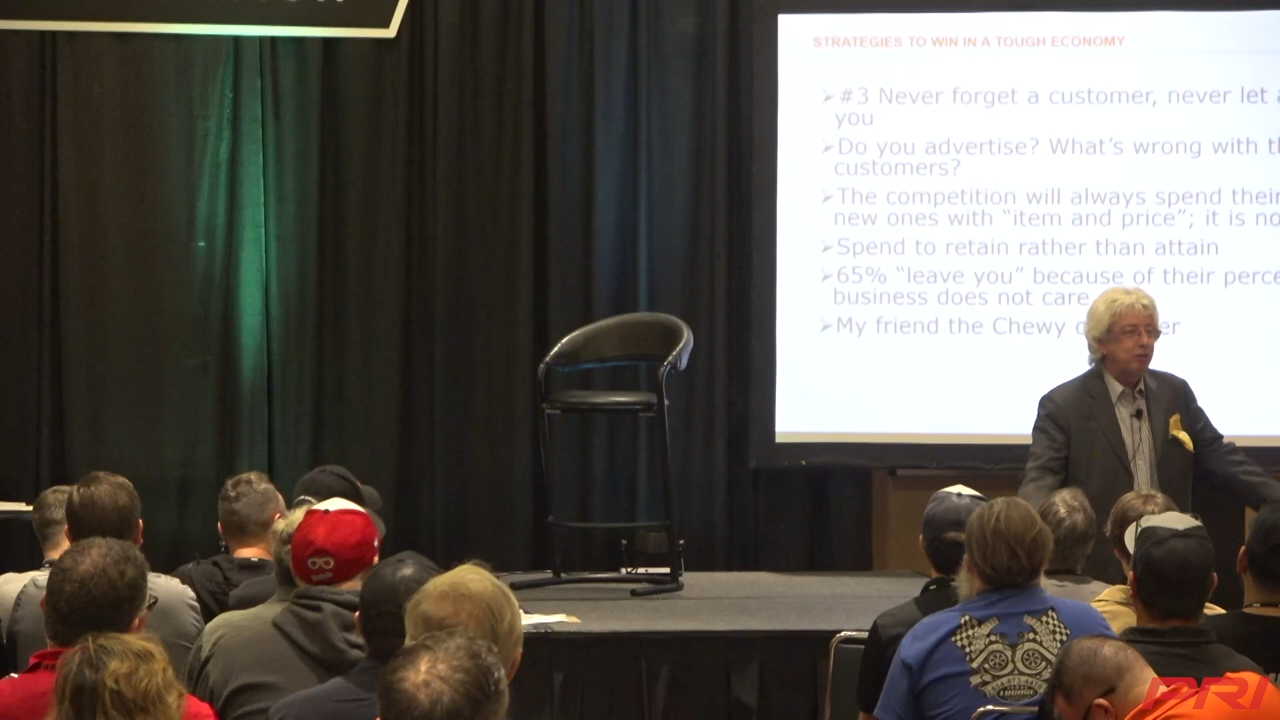 STRATEGIES TO WIN IN A TOUGH ECONOMY
#3 Never forget a customer, never let
you
Do you advertise? What's wrong with
customers?
The competition will always spend their
new ones with "item and price"; it is
Spend to retain rather than attain
65% "leave you" because of their
business does not care
My friend the Chewy
PRI